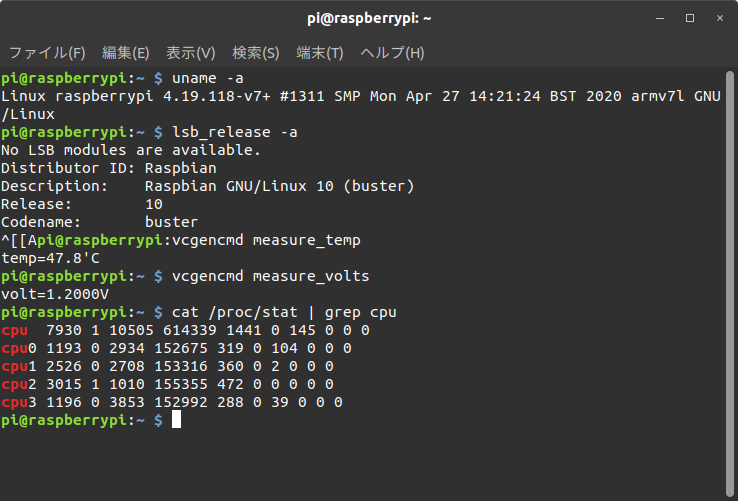 pi@raspberrypi: ~
ファイル(F) 編集(E) 表示(V) 検索(S) 端末(T) ヘルプ(H)
pi@raspberrypi:~ $ uname -a
Linux raspberrypi 4.19.118-v7+ #1311 SMP Mon Apr 27 14:21:24 BST 2020 armv7l GNU
/Linux
pi@raspberrypi:~ $ lsb_release -a
No LSB modules are available.
Distributor ID: Raspbian
Description:    Raspbian GNU/Linux 10 (buster)
Release:        10
Codename:       buster
^[[Api@raspberrypi:vcgencmd measure_temp
temp=47.8'C
pi@raspberrypi:~ $ vcgencmd measure_volts
volt=1.2000V
pi@raspberrypi:~ $ cat /proc/stat | grep cpu
cpu  7930 1 10505 614339 1441 0 145 0 0 0
cpu0 1193 0 2934 152675 319 0 104 0 0 0
cpu1 2526 0 2708 153316 360 0 2 0 0 0
cpu2 3015 1 1010 155355 472 0 0 0 0 0
cpu3 1196 0 3853 152992 288 0 39 0 0 0
pi@raspberrypi:~ $